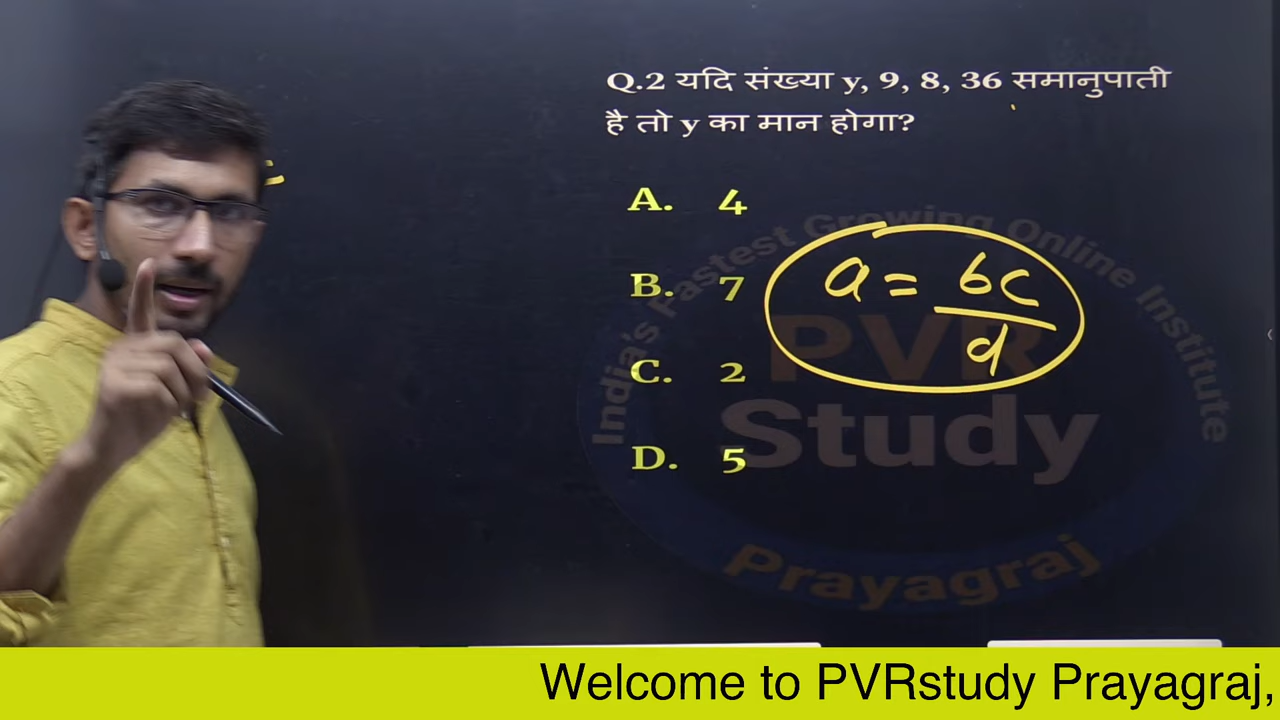 Q.2 यदि संख्या y, 9, 8, 36 समानुपाती
है तो y का मान होगा?
A. 4
B. 7
C. 2
D. 5
a = bc
d
India's Fastest Growing Online Institute
PVR
Study
Prayagraj
Welcome to PVRstudy Prayagraj,